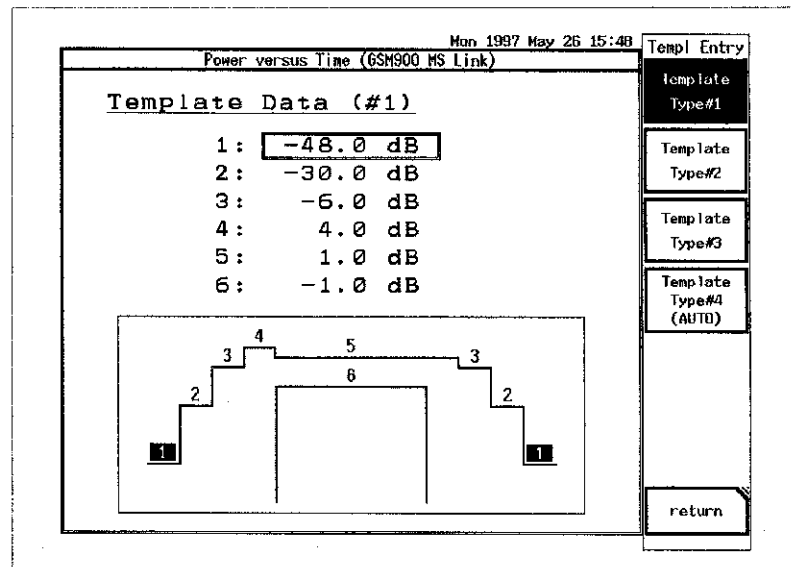 Mon 1997 May 26 15:48
Power versus Time (GSM900 MS Link)
Template Data (#1)
1: -48.0 dB
2: -30.0 dB
3: -6.0 dB
4: 4.0 dB
5: 1.0 dB
6: -1.0 dB
4
3 5 3
6
2 2
1 1
Templ Entry
Template
Type#1
Template
Type#2
Template
Type#3
Template
Type#4
(AUTO)
return